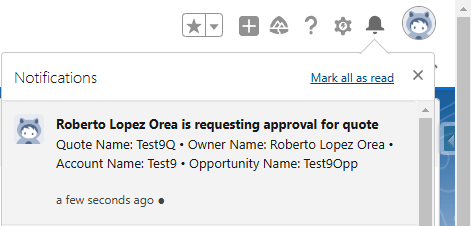 Notifications
Mark all as read
Roberto Lopez Orea is requesting approval for quote
Quote Name: Test9Q • Owner Name: Roberto Lopez Orea •
Account Name: Test9 • Opportunity Name: Test9Opp
a few seconds ago ●